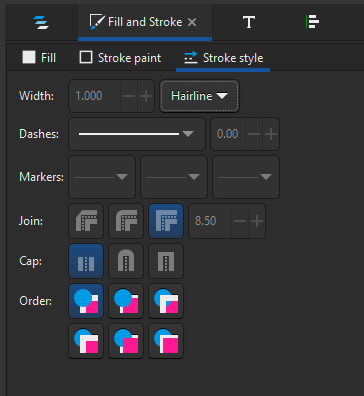 Fill and Stroke
Fill Stroke paint Stroke style
Width: 1.000 Hairline
Dashes: 0.00
Markers:
Join: 8.50
Cap:
Order: